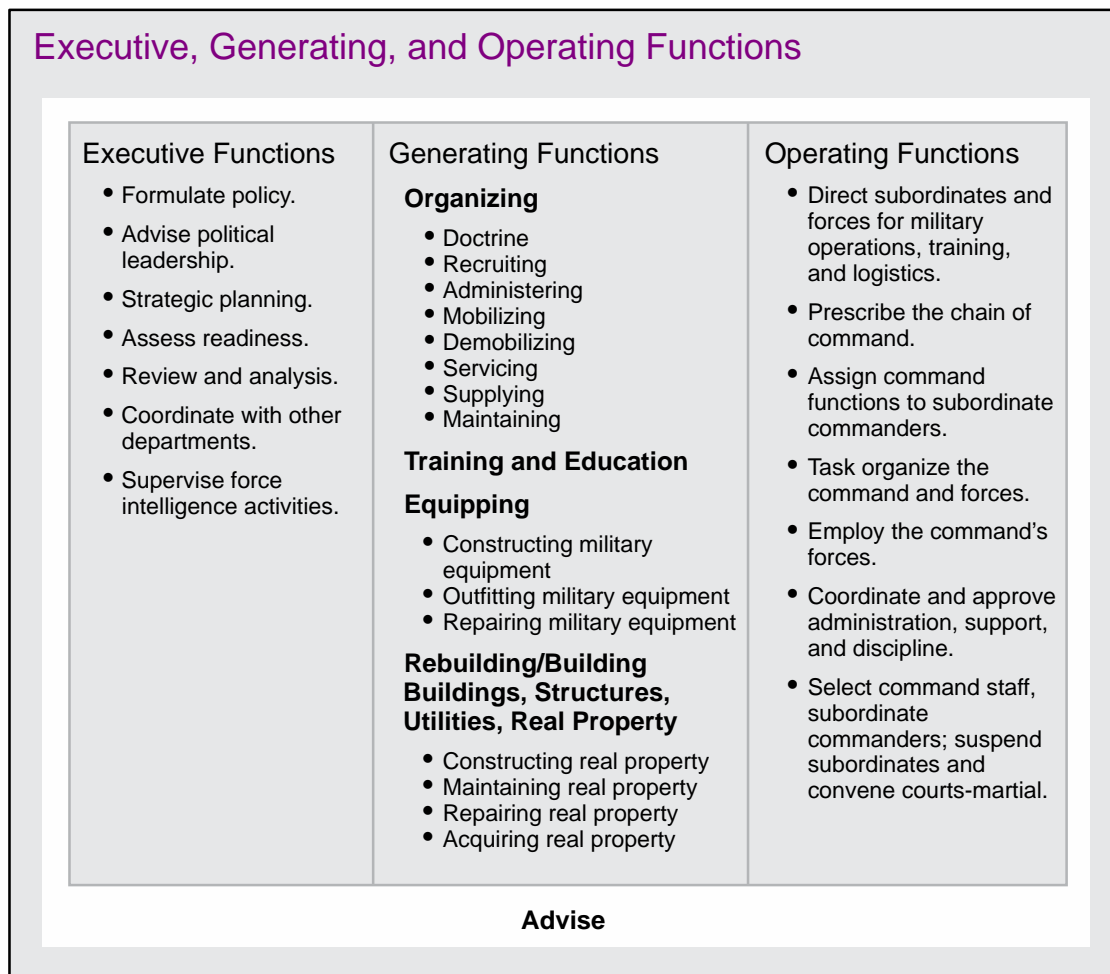 Executive, Generating, and Operating Functions
Executive Functions
• Formulate policy.
• Advise political
leadership.
• Strategic planning.
• Assess readiness.
• Review and analysis.
• Coordinate with other
departments.
• Supervise force
intelligence activities.
Generating Functions
Organizing
• Doctrine
• Recruiting
• Administering
• Mobilizing
• Demobilizing
• Servicing
• Supplying
• Maintaining
Training and Education
Equipping
• Constructing military
equipment
• Outfitting military equipment
• Repairing military equipment
Rebuilding/Building
Buildings, Structures,
Utilities, Real Property
• Constructing real property
• Maintaining real property
• Repairing real property
• Acquiring real property
Operating Functions
• Direct subordinates and
forces for military
operations, training,
and logistics.
• Prescribe the chain of
command.
• Assign command
functions to subordinate
commanders.
• Task organize the
command and forces.
• Employ the command’s
forces.
• Coordinate and approve
administration, support,
and discipline.
• Select command staff,
subordinate
commanders; suspend
subordinates and
convene courts-martial.
Advise